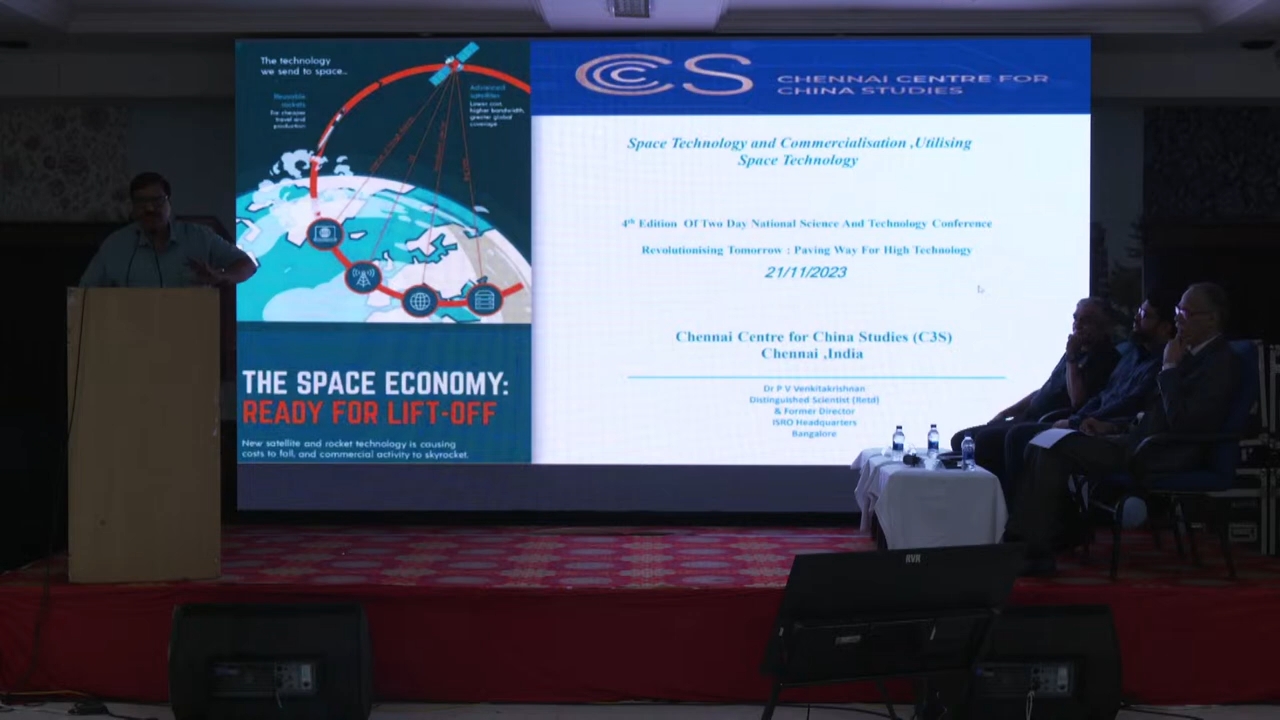 The technology
we send to space...
Reusable
rockets
For cheaper
travel and
production
Advanced
satellites
Lower cost,
higher bandwidth,
greater global
coverage
THE SPACE ECONOMY:
READY FOR LIFT-OFF
New satellite and rocket technology is causing
costs to fall, and commercial activity to skyrocket.
CCCS
CHENNAI CENTRE FOR
CHINA STUDIES
Space Technology and Commercialisation ,Utilising
Space Technology
4th Edition Of Two Day National Science And Technology Conference
Revolutionising Tomorrow : Paving Way For High Technology
21/11/2023
Chennai Centre for China Studies (C3S)
Chennai ,India
Dr P V Venkitakrishnan
Distinguished Scientist (Retd)
& Former Director
ISRO Headquarters
Bangalore
RVR